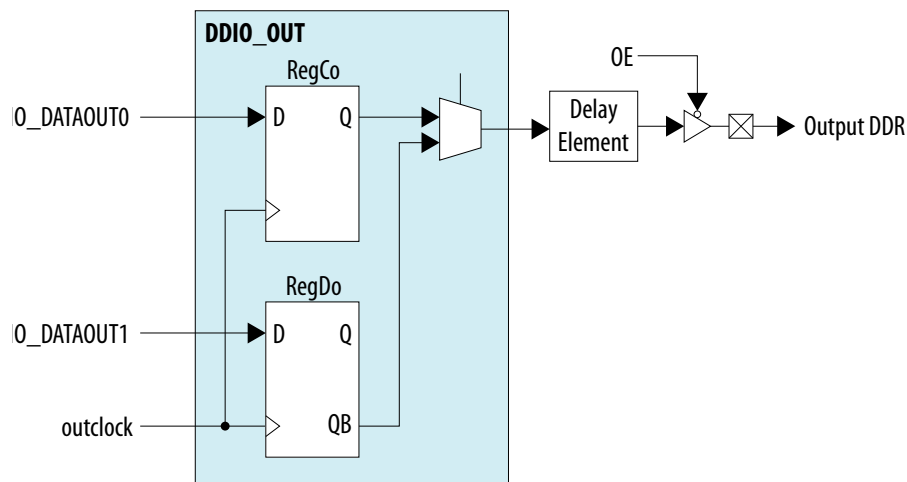 DDIO_OUT
RegCo
IO_DATAOUT0
D
Q
OE
Delay
Element
Output DDR
RegDo
IO_DATAOUT1
D
Q
QB
outclock